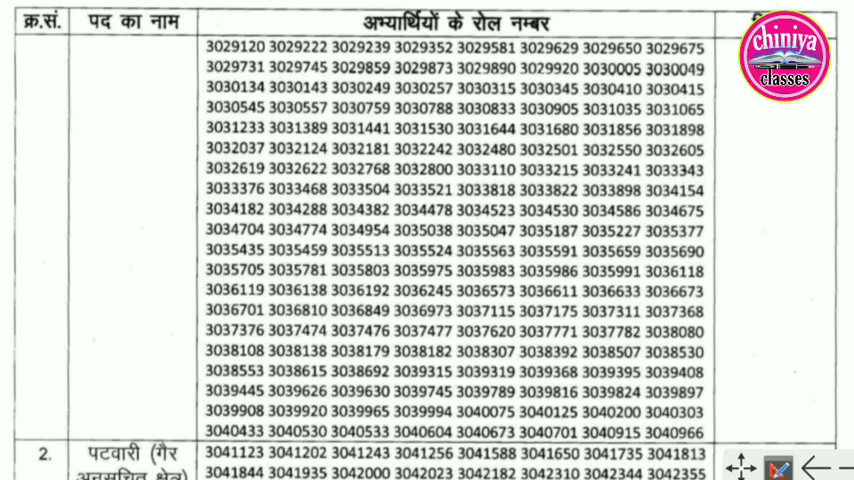 क्र.सं. पद का नाम अभ्यार्थियों के रोल नम्बर
chiniya
classes
3029120 3029222 3029239 3029352 3029581 3029629 3029650 3029675
3029731 3029745 3029859 3029873 3029890 3029920 3030005 3030049
3030134 3030143 3030249 3030257 3030315 3030345 3030410 3030415
3030545 3030557 3030759 3030788 3030833 3030905 3031035 3031065
3031233 3031389 3031441 3031530 3031644 3031680 3031856 3031898
3032037 3032124 3032181 3032242 3032480 3032501 3032550 3032605
3032619 3032622 3032768 3032800 3033110 3033215 3033241 3033343
3033376 3033468 3033504 3033521 3033818 3033822 3033898 3034154
3034182 3034288 3034382 3034478 3034523 3034530 3034586 3034675
3034704 3034774 3034954 3035038 3035047 3035187 3035227 3035377
3035435 3035459 3035513 3035524 3035563 3035591 3035659 3035690
3035705 3035781 3035803 3035975 3035983 3035986 3035991 3036118
3036119 3036138 3036192 3036245 3036573 3036611 3036633 3036673
3036701 3036810 3036849 3036973 3037115 3037175 3037311 3037368
3037376 3037474 3037476 3037477 3037620 3037771 3037782 3038080
3038108 3038138 3038179 3038182 3038307 3038392 3038507 3038530
3038553 3038615 3038692 3039315 3039319 3039368 3039395 3039408
3039445 3039626 3039630 3039745 3039789 3039816 3039824 3039897
3039908 3039920 3039965 3039994 3040075 3040125 3040200 3040303
3040433 3040530 3040533 3040604 3040673 3040701 3040915 3040966
2. पटवारी (गैर 3041123 3041202 3041243 3041256 3041588 3041650 3041735 3041813
अनुसूचित क्षेत्र) 3041844 3041935 3042000 3042023 3042182 3042310 3042344 3042355